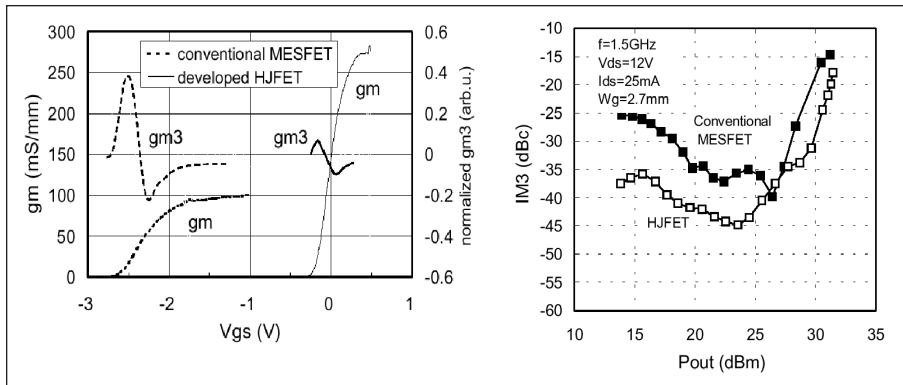 300
250
200
150
100
50
0
gm (mS/mm)
conventional MESFET
developed HJFET
gm3
gm
gm3
gm
0.6
0.4
0.2
0
-0.2
-0.4
-0.6
normalized gm3 (arb.u.)
-3
-2
-1
0
1
Vgs (V)
-10
-15
-20
-25
-30
-35
-40
-45
-50
-55
-60
IM3 (dBc)
f=1.5GHz
Vds=12V
Ids=25mA
Wg=2.7mm
Conventional
MESFET
HJFET
10
15
20
25
30
35
Pout (dBm)